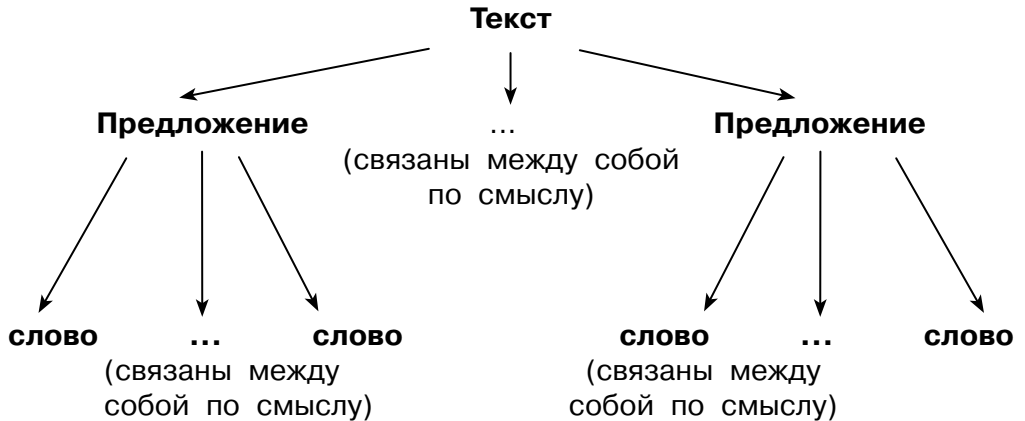 Текст
Предложение … Предложение
(связаны между собой
по смыслу)
слово … слово слово … слово
(связаны между (связаны между
собой по смыслу) собой по смыслу)